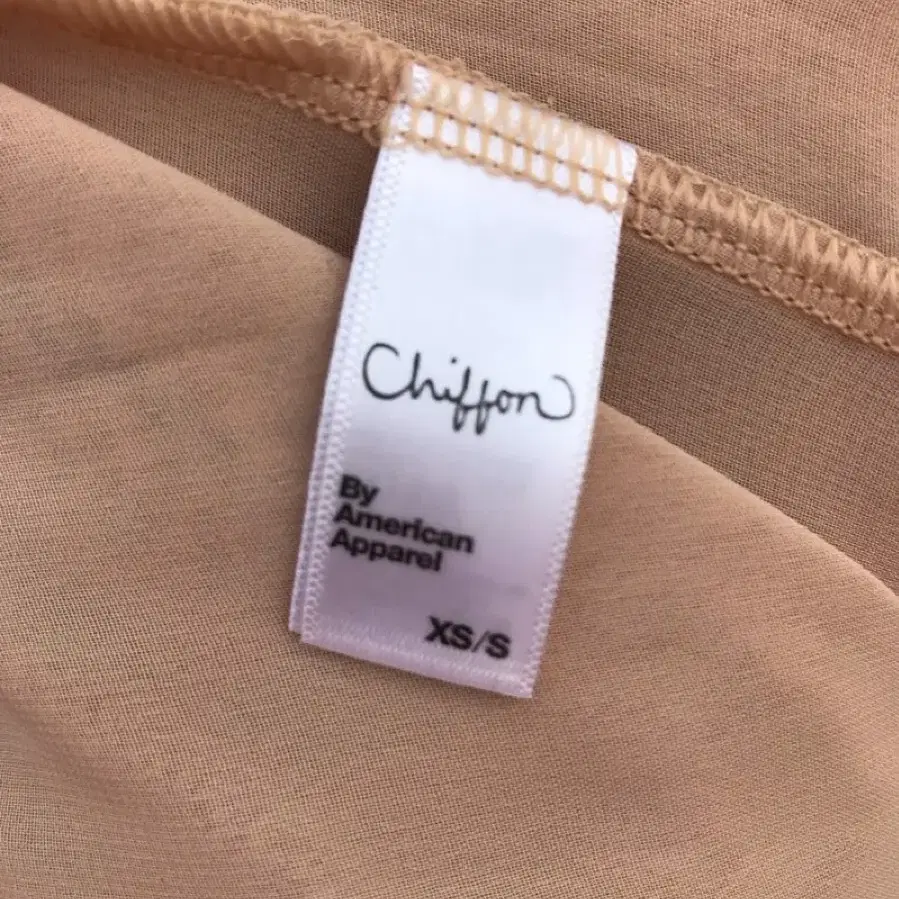 Chiffon
By
American
Apparel
XS/S